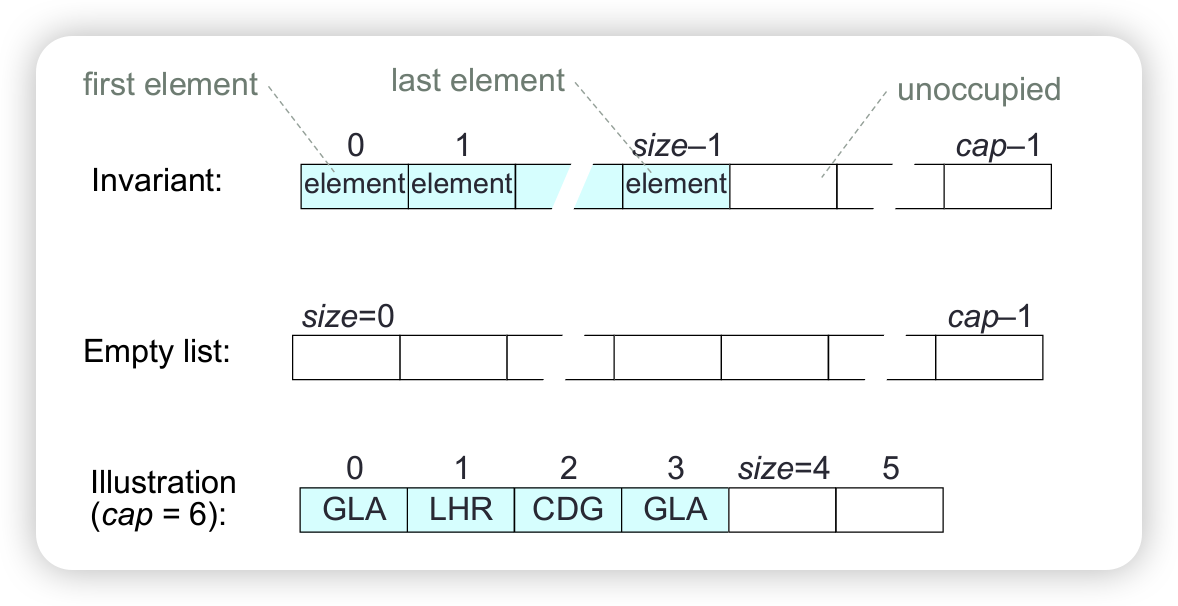 first element
last element
unoccupied
0 1 size–1 cap–1
Invariant: element element element
size=0 cap–1
Empty list:
0 1 2 3 size=4 5
Illustration
(cap = 6):
GLA LHR CDG GLA